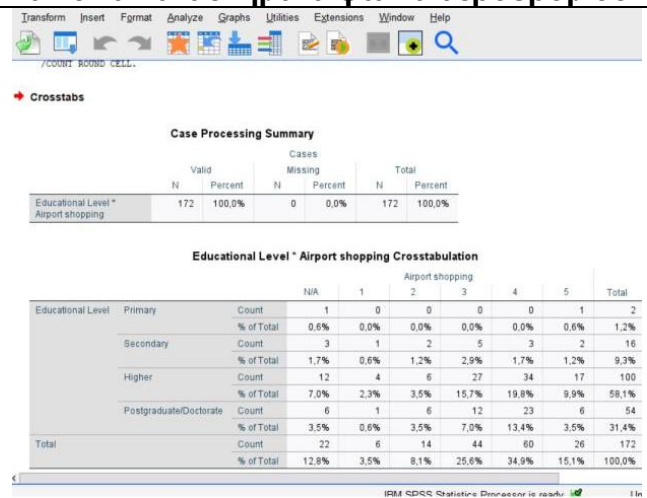 Transform Insert Format Analyze Graphs Utilities Extensions Window Help
/COUNT ROUND CELL.
Crosstabs
Case Processing Summary
Cases
Valid Missing Total
N Percent N Percent N Percent
Educational Level * 172 100,0% 0 0,0% 172 100,0%
Airport shopping
Educational Level * Airport shopping Crosstabulation
Airport shopping
N/A 1 2 3 4 5 Total
Educational Level Primary Count 1 0 0 0 0 1 2
% of Total 0,6% 0,0% 0,0% 0,0% 0,0% 0,6% 1,2%
Secondary Count 3 1 2 5 3 2 16
% of Total 1,7% 0,6% 1,2% 2,9% 1,7% 1,2% 9,3%
Higher Count 12 4 6 27 34 17 100
% of Total 7,0% 2,3% 3,5% 15,7% 19,8% 9,9% 58,1%
Postgraduate/Doctorate Count 6 1 6 12 23 6 54
% of Total 3,5% 0,6% 3,5% 7,0% 13,4% 3,5% 31,4%
Total Count 22 6 14 44 60 26 172
% of Total 12,8% 3,5% 8,1% 25,6% 34,9% 15,1% 100,0%
IBM SPSS Statistics Processor is ready